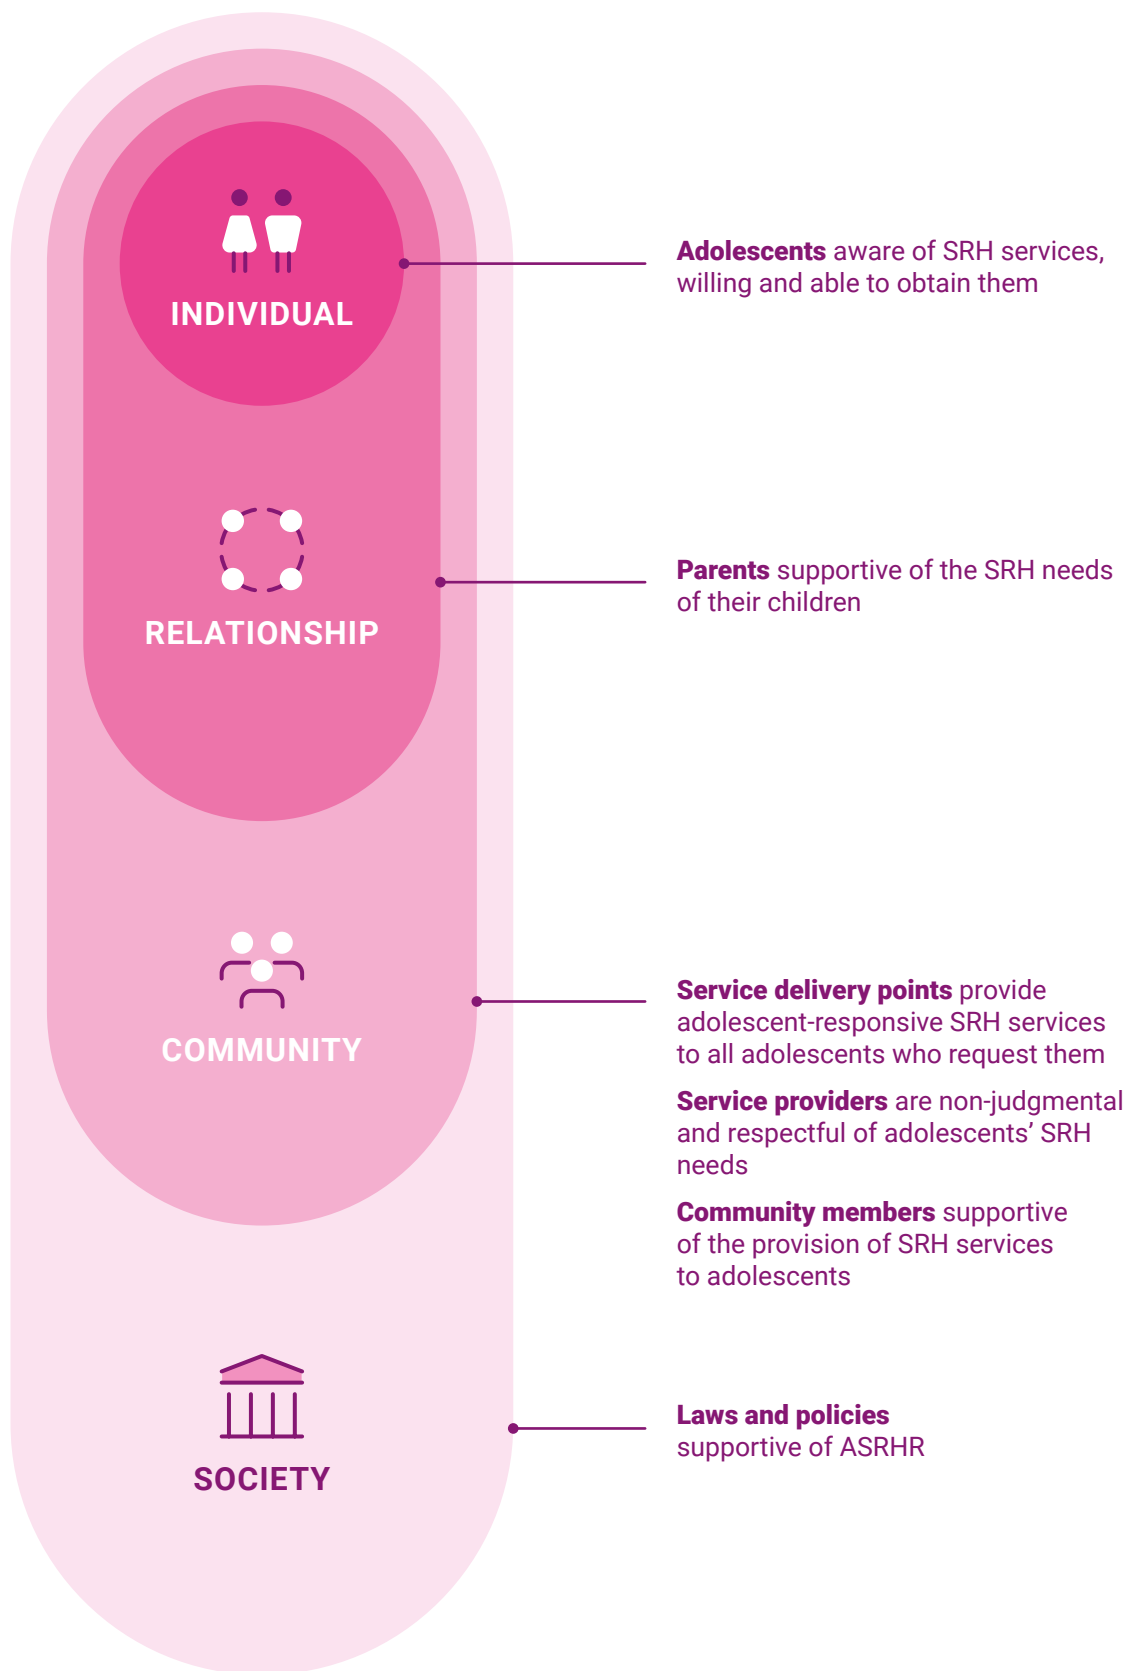 INDIVIDUAL
Adolescents aware of SRH services,
willing and able to obtain them
RELATIONSHIP
Parents supportive of the SRH needs
of their children
COMMUNITY
Service delivery points provide
adolescent-responsive SRH services
to all adolescents who request them
Service providers are non-judgmental
and respectful of adolescents’ SRH
needs
Community members supportive
of the provision of SRH services
to adolescents
SOCIETY
Laws and policies
supportive of ASRHR